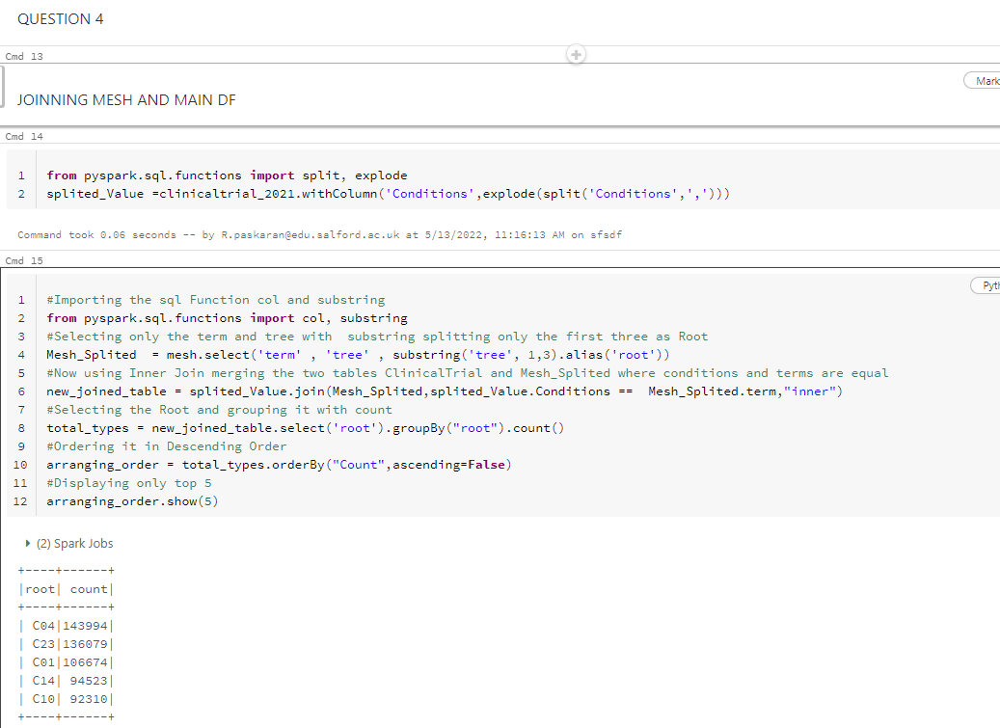 QUESTION 4
Cmd 13
Mark
JOINNING MESH AND MAIN DF
Cmd 14
1 from pyspark.sql.functions import split, explode
2 splited_Value =clinicaltrial_2021.withColumn('Conditions',explode(split('Conditions',',')))
Command took 0.06 seconds -- by R.paskaran@edu.salford.ac.uk at 5/13/2022, 11:16:13 AM on sfsdf
Cmd 15
Pyth
1 #Importing the sql Function col and substring
2 from pyspark.sql.functions import col, substring
3 #Selecting only the term and tree with  substring splitting only the first three as Root
4 Mesh_Splited  = mesh.select('term' , 'tree' , substring('tree', 1,3).alias('root'))
5 #Now using Inner Join merging the two tables ClinicalTrial and Mesh_Splited where conditions and terms are equal
6 new_joined_table = splited_Value.join(Mesh_Splited,splited_Value.Conditions ==  Mesh_Splited.term,"inner")
7 #Selecting the Root and grouping it with count
8 total_types = new_joined_table.select('root').groupBy("root").count()
9 #Ordering it in Descending Order
10 arranging_order = total_types.orderBy("Count",ascending=False)
11 #Displaying only top 5
12 arranging_order.show(5)
(2) Spark Jobs
+----+------+
|root| count|
+----+------+
| C04|143994|
| C23|136079|
| C01|106674|
| C14| 94523|
| C10| 92310|
+----+------+